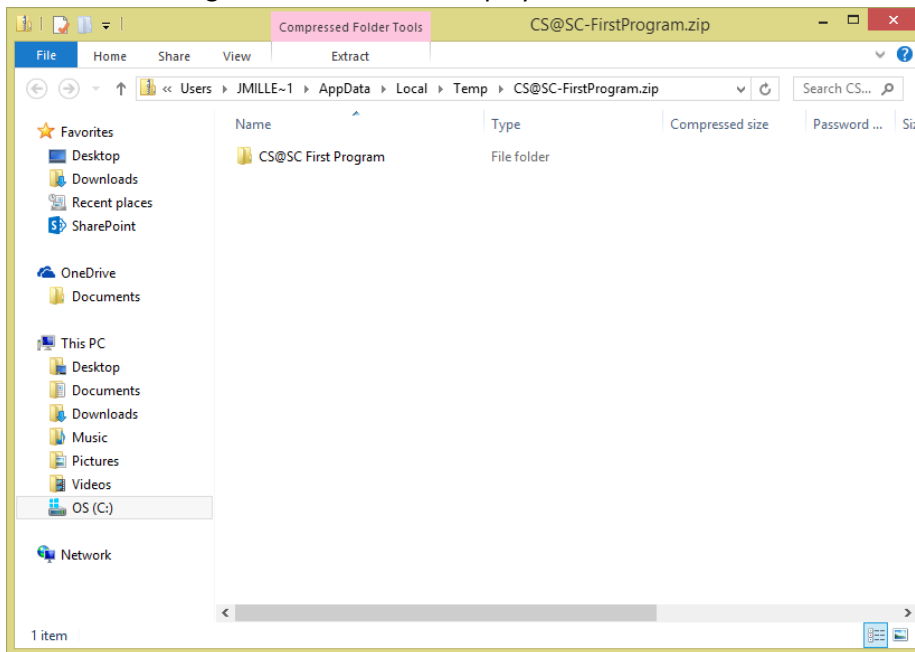 Compressed Folder Tools
CS@SC-FirstProgram.zip
File Home Share View Extract
« Users ▸ JMILLE~1 ▸ AppData ▸ Local ▸ Temp ▸ CS@SC-FirstProgram.zip
Search CS...
Name Type Compressed size Password ... Siz
CS@SC First Program File folder
Favorites
Desktop
Downloads
Recent places
SharePoint
OneDrive
Documents
This PC
Desktop
Documents
Downloads
Music
Pictures
Videos
OS (C:)
Network
1 item